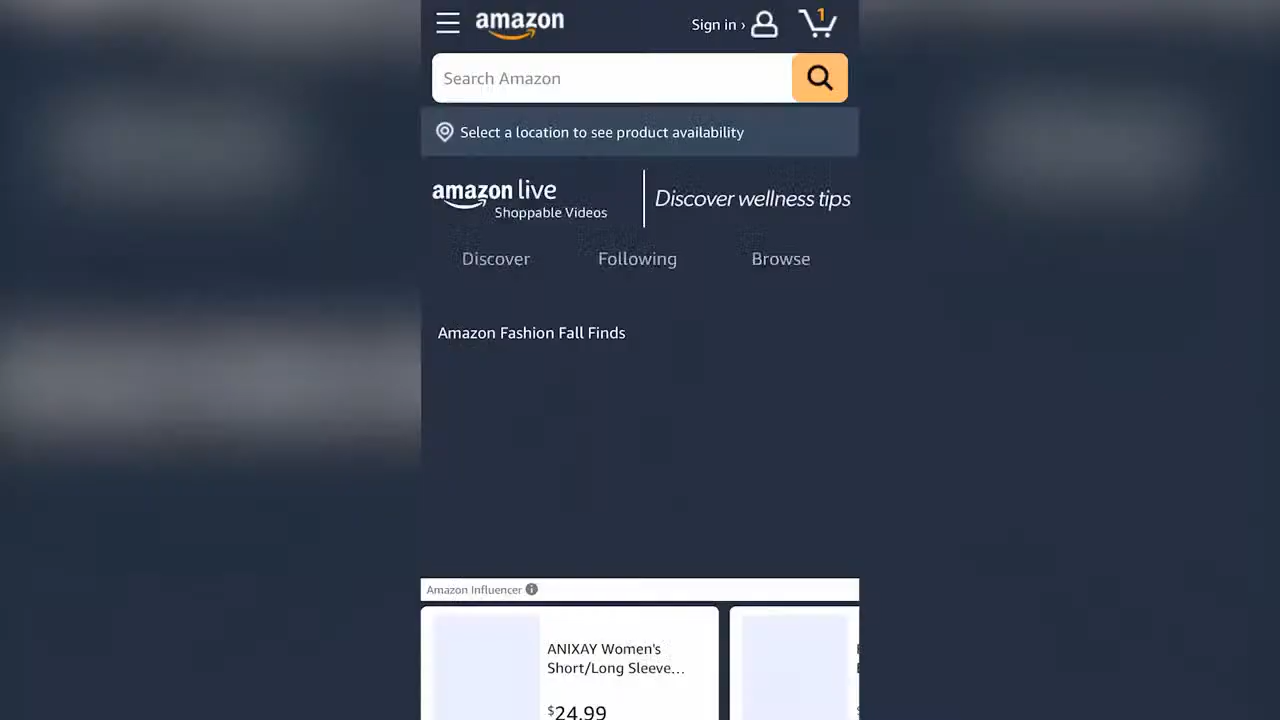 amazon
Sign in ›
1
Search Amazon
Select a location to see product availability
amazon live
Shoppable Videos
Discover wellness tips
Discover
Following
Browse
Amazon Fashion Fall Finds
Amazon Influencer
ANIXAY Women's
Short/Long Sleeve...
$24.99